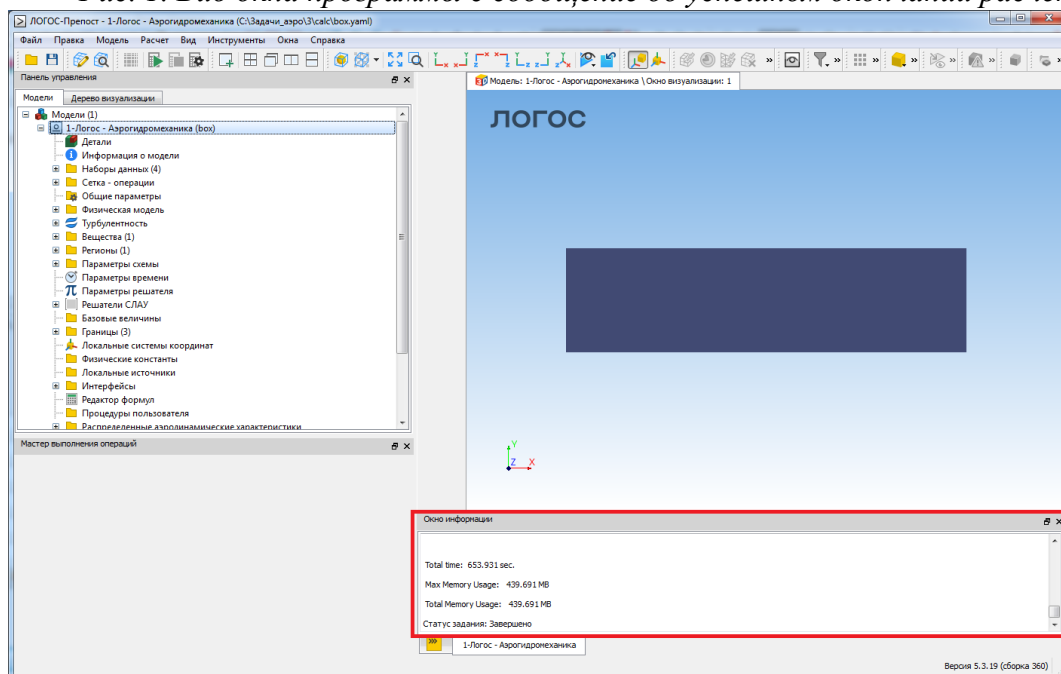 Рис. 1. Вид окна программы с сообщение об успешном окончании расчет
ЛОГОС-Препост - 1-Логос - Аэрогидромеханика (C:\Задачи_аэро\3\calc\box.yaml)
Файл Правка Модель Расчет Вид Инструменты Окна Справка
Панель управления
Модели Дерево визуализации
Модели (1)
1-Логос - Аэрогидромеханика (box)
Детали
Информация о модели
Наборы данных (4)
Сетка - операции
Общие параметры
Физическая модель
Турбулентность
Вещества (1)
Регионы (1)
Параметры схемы
Параметры времени
Параметры решателя
Решатели СЛАУ
Базовые величины
Границы (3)
Локальные системы координат
Физические константы
Локальные источники
Интерфейсы
Редактор формул
Процедуры пользователя
Распределенные аэродинамические характеристики
Мастер выполнения операций
Модель: 1-Логос - Аэрогидромеханика \ Окно визуализации: 1
ЛОГОС
Y
Z X
Окно информации
Total time: 653.931 sec.
Max Memory Usage: 439.691 MB
Total Memory Usage: 439.691 MB
Статус задания: Завершено
1-Логос - Аэрогидромеханика
Версия 5.3.19 (сборка 360)